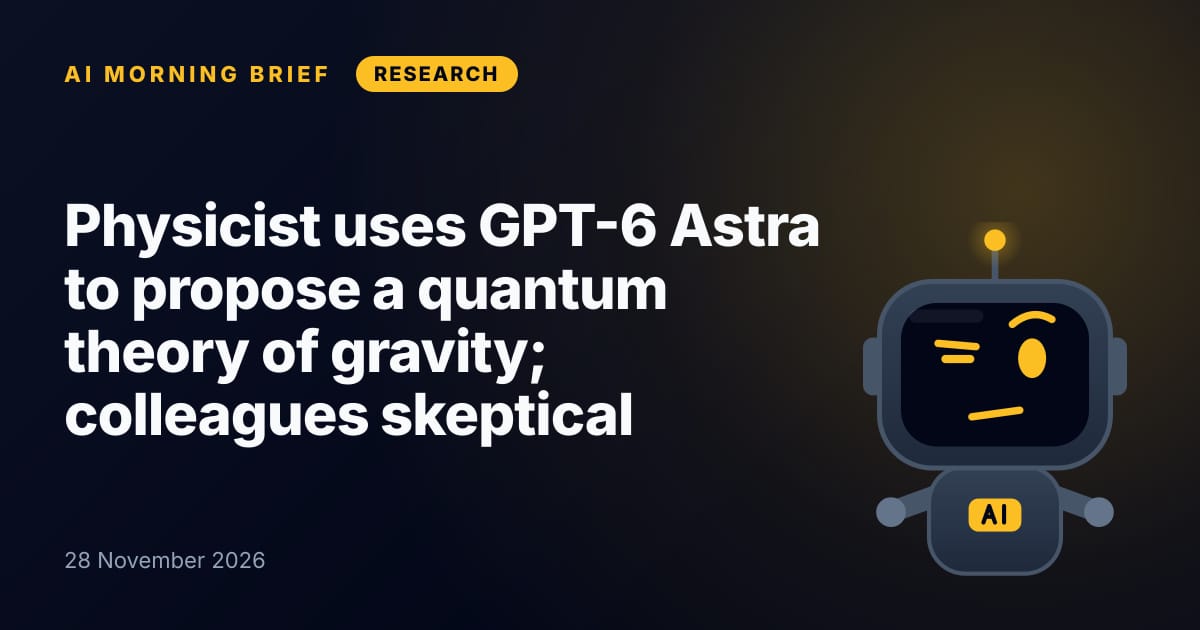 AI MORNING BRIEF RESEARCH
Physicist uses GPT-6 Astra
to propose a quantum
theory of gravity;
colleagues skeptical
AI
28 November 2026